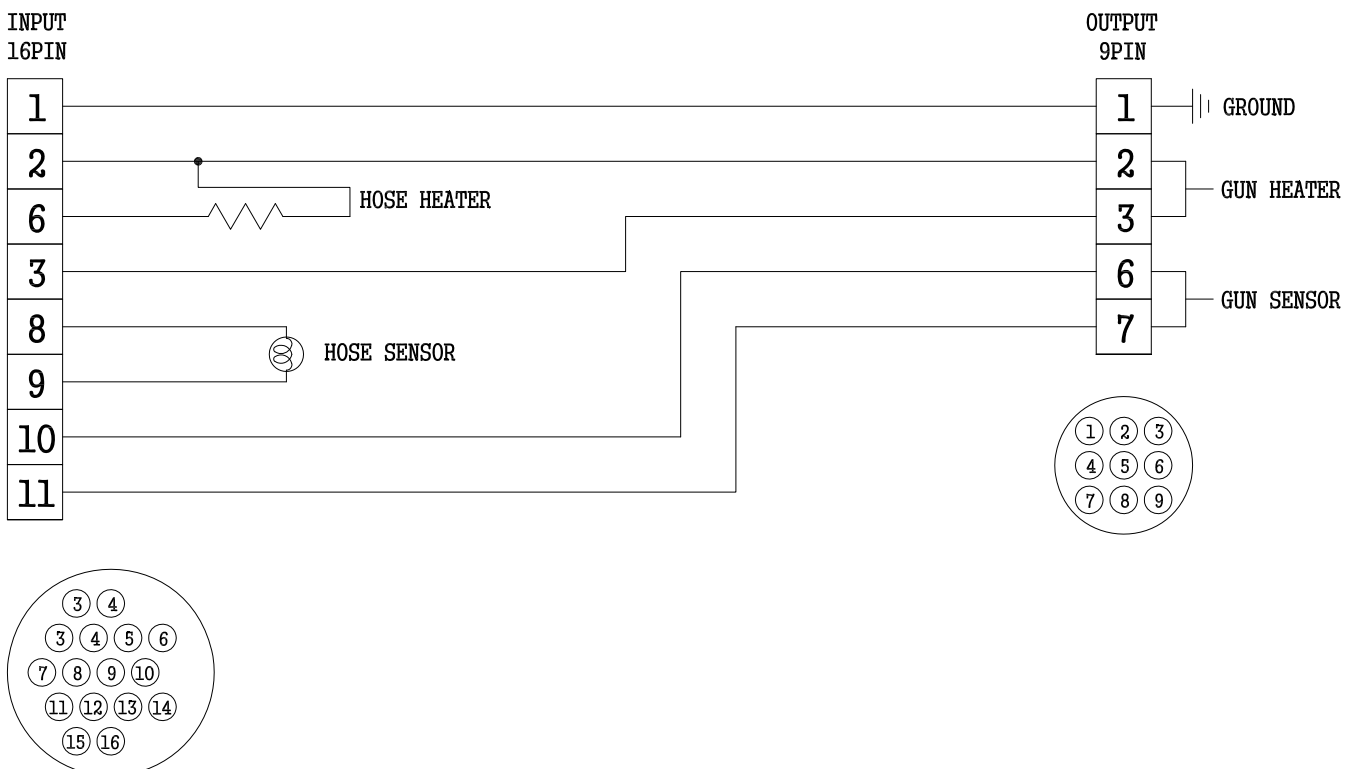 INPUT
16PIN
1
2
6
3
8
9
10
11
HOSE HEATER
HOSE SENSOR
OUTPUT
9PIN
1
2
3
6
7
GROUND
GUN HEATER
GUN SENSOR
1 2 3
4 5 6
7 8 9
3 4
3 4 5 6
7 8 9 10
11 12 13 14
15 16